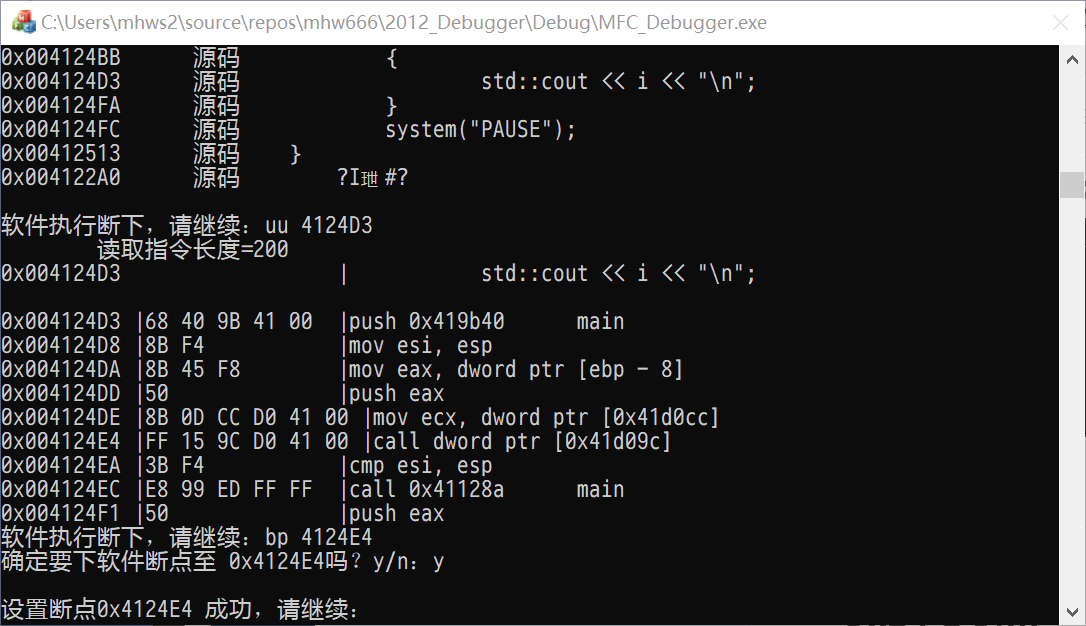 C:\Users\mhws2\source\repos\mhw666\2012_Debugger\Debug\MFC_Debugger.exe
0x004124BB 源码 {
0x004124D3 源码 std::cout << i << "\n";
0x004124FA 源码 }
0x004124FC 源码 system("PAUSE");
0x00412513 源码 }
0x004122A0 源码 ?I玼 #?
软件执行断下，请继续：uu 4124D3
读取指令长度=200
0x004124D3 | std::cout << i << "\n";
0x004124D3 |68 40 9B 41 00 |push 0x419b40 main
0x004124D8 |8B F4 |mov esi, esp
0x004124DA |8B 45 F8 |mov eax, dword ptr [ebp - 8]
0x004124DD |50 |push eax
0x004124DE |8B 0D CC D0 41 00 |mov ecx, dword ptr [0x41d0cc]
0x004124E4 |FF 15 9C D0 41 00 |call dword ptr [0x41d09c]
0x004124EA |3B F4 |cmp esi, esp
0x004124EC |E8 99 ED FF FF |call 0x41128a main
0x004124F1 |50 |push eax
软件执行断下，请继续：bp 4124E4
确定要下软件断点至 0x4124E4吗？y/n：y
设置断点0x4124E4 成功，请继续：